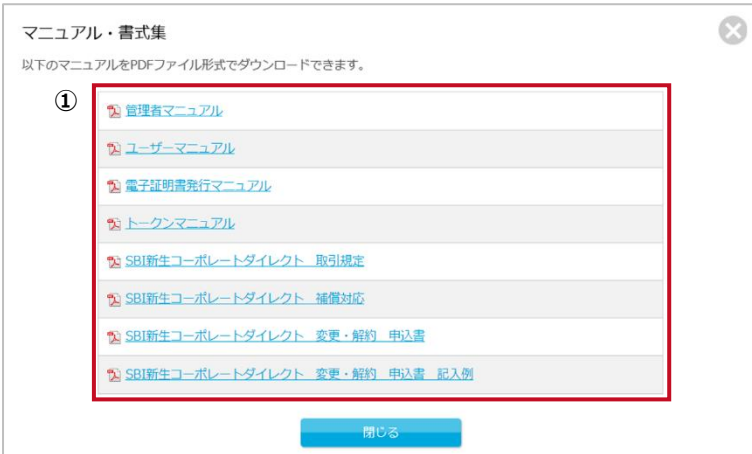 マニュアル・書式集
以下のマニュアルをPDFファイル形式でダウンロードできます。
①
管理者マニュアル
ユーザーマニュアル
電子証明書発行マニュアル
トークンマニュアル
SBI新生コーポレートダイレクト　取引規定
SBI新生コーポレートダイレクト　補償対応
SBI新生コーポレートダイレクト　変更・解約　申込書
SBI新生コーポレートダイレクト　変更・解約　申込書　記入例
閉じる